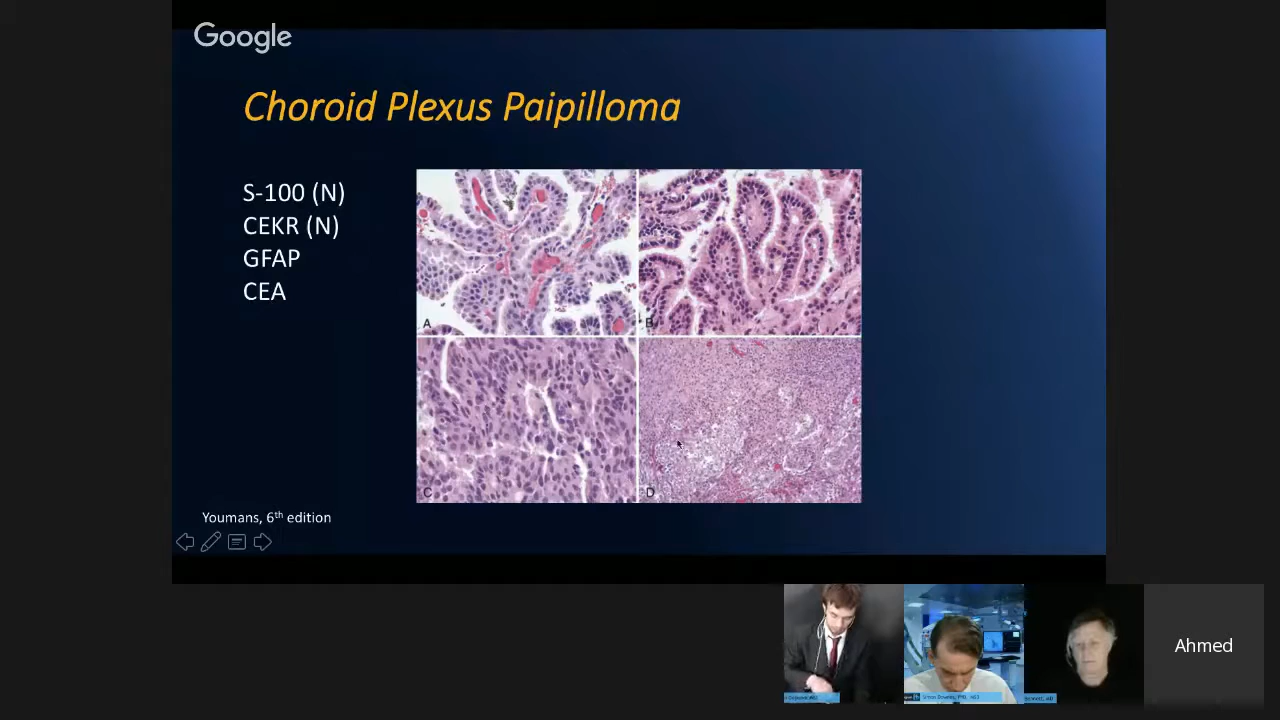 Google
Choroid Plexus Paipilloma
S-100 (N)
CEKR (N)
GFAP
CEA
A
B
C
D
Youmans, 6th edition
Ahmed